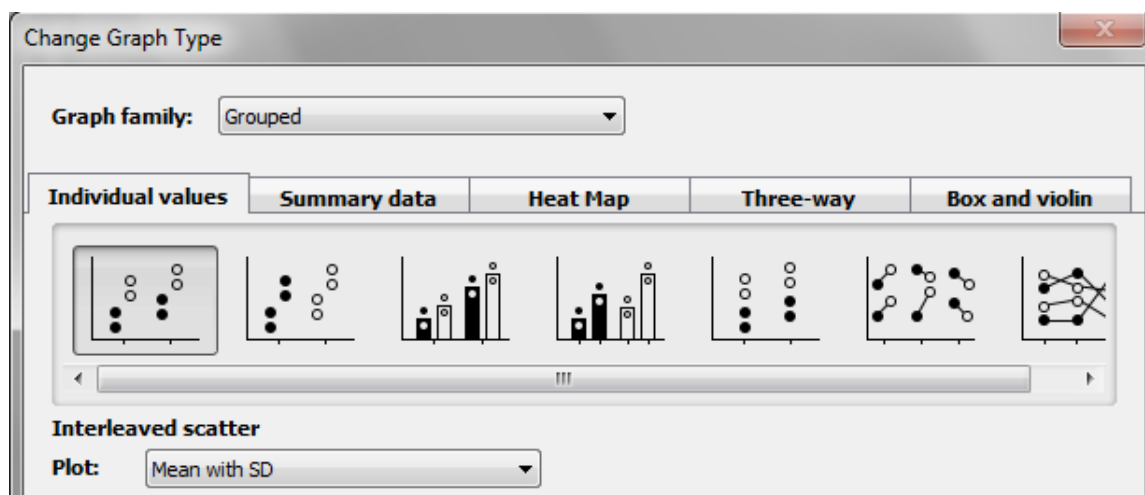 Change Graph Type
Graph family: Grouped
Individual values Summary data Heat Map Three-way Box and violin
Interleaved scatter
Plot: Mean with SD